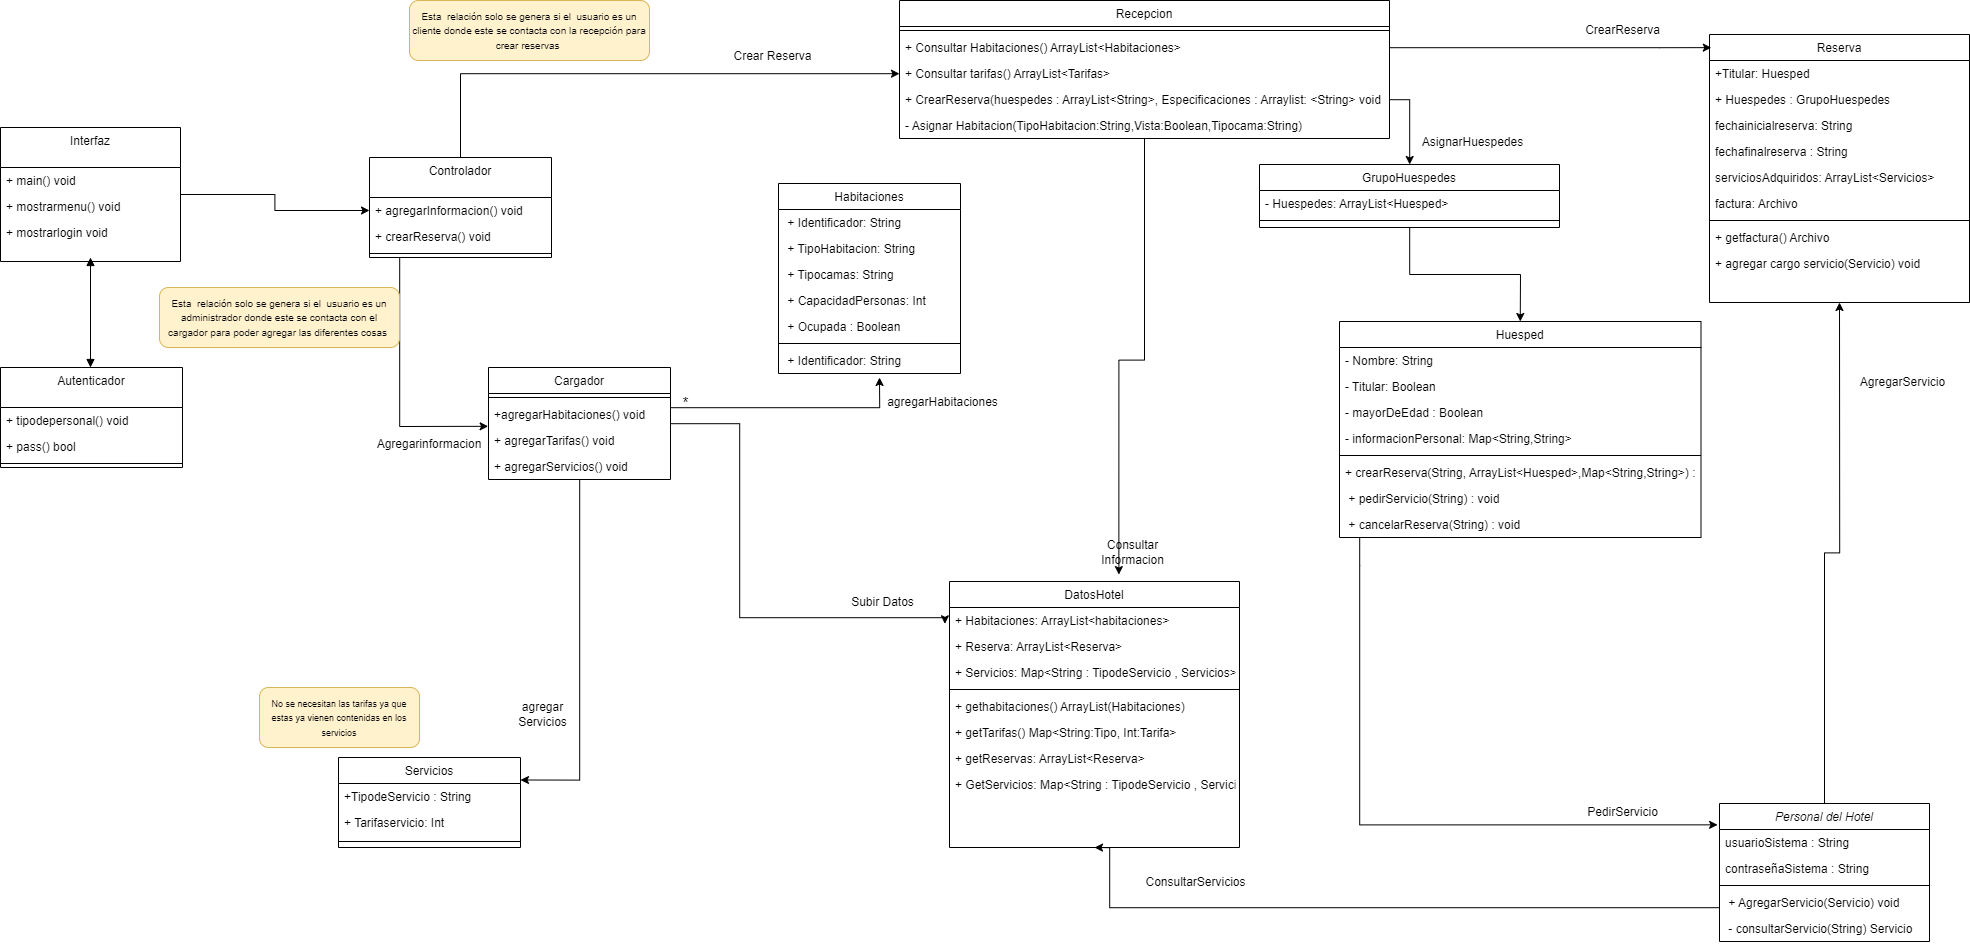 Esta relación solo se genera si el usuario es un
cliente donde este se contacta con la recepción para
crear reservas
Crear Reserva
Recepcion
+ Consultar Habitaciones() ArrayList<Habitaciones>
+ Consultar tarifas() ArrayList<Tarifas>
+ CrearReserva(huespedes : ArrayList<String>, Especificaciones : Arraylist: <String> void
- Asignar Habitacion(TipoHabitacion:String,Vista:Boolean,Tipocama:String)
CrearReserva
Reserva
+Titular: Huesped
+ Huespedes : GrupoHuespedes
fechainicialreserva: String
fechafinalreserva : String
serviciosAdquiridos: ArrayList<Servicios>
factura: Archivo
+ getfactura() Archivo
+ agregar cargo servicio(Servicio) void
Interfaz
+ main() void
+ mostrarmenu() void
+ mostrarlogin void
Controlador
+ agregarInformacion() void
+ crearReserva() void
AsignarHuespedes
GrupoHuespedes
- Huespedes: ArrayList<Huesped>
Habitaciones
+ Identificador: String
+ TipoHabitacion: String
+ Tipocamas: String
+ CapacidadPersonas: Int
+ Ocupada : Boolean
+ Identificador: String
Esta relación solo se genera si el usuario es un
administrador donde este se contacta con el
cargador para poder agregar las diferentes cosas
Autenticador
+ tipodepersonal() void
+ pass() bool
Agregarinformacion
Cargador
+agregarHabitaciones() void
+ agregarTarifas() void
+ agregarServicios() void
*
agregarHabitaciones
Huesped
- Nombre: String
- Titular: Boolean
- mayorDeEdad : Boolean
- informacionPersonal: Map<String,String>
+ crearReserva(String, ArrayList<Huesped>,Map<String,String>) :
+ pedirServicio(String) : void
+ cancelarReserva(String) : void
AgregarServicio
Consultar
Informacion
Subir Datos
DatosHotel
+ Habitaciones: ArrayList<habitaciones>
+ Reserva: ArrayList<Reserva>
+ Servicios: Map<String : TipodeServicio , Servicios>
+ gethabitaciones() ArrayList(Habitaciones)
+ getTarifas() Map<String:Tipo, Int:Tarifa>
+ getReservas: ArrayList<Reserva>
+ GetServicios: Map<String : TipodeServicio , Servici
No se necesitan las tarifas ya que
estas ya vienen contenidas en los
servicios
agregar
Servicios
Servicios
+TipodeServicio : String
+ Tarifaservicio: Int
PedirServicio
Personal del Hotel
usuarioSistema : String
contraseñaSistema : String
+ AgregarServicio(Servicio) void
- consultarServicio(String) Servicio
ConsultarServicios